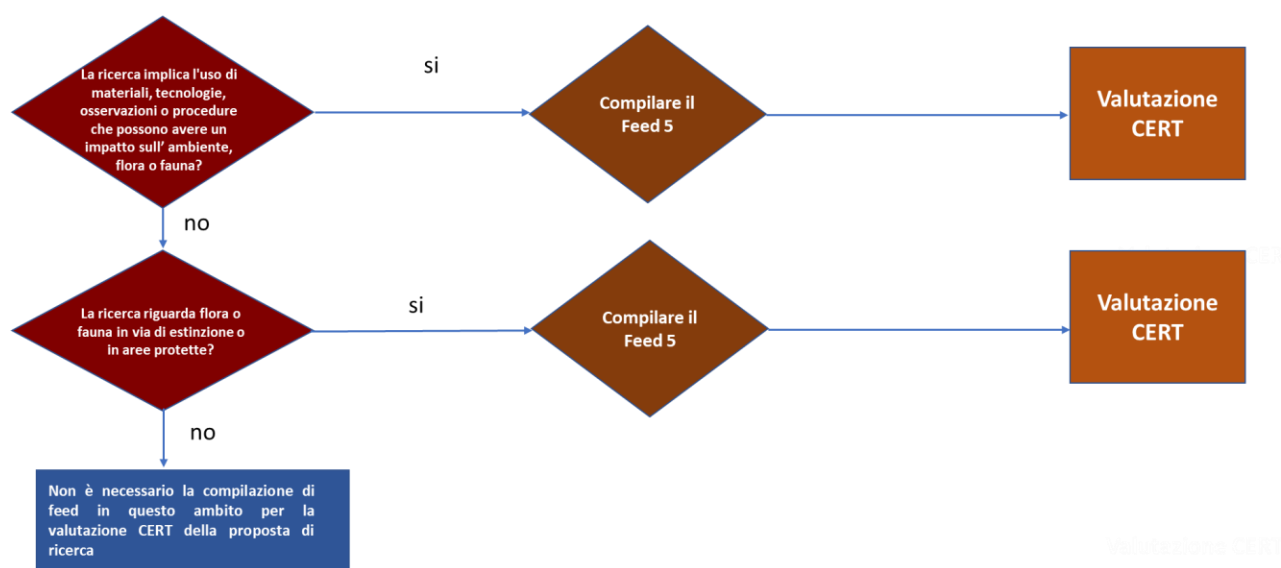 La ricerca implica l'uso di
materiali, tecnologie,
osservazioni o procedure
che possono avere un
impatto sull' ambiente,
flora o fauna?
si
Compilare il
Feed 5
Valutazione
CERT
no
La ricerca riguarda flora o
fauna in via di estinzione o
in aree protette?
si
Compilare il
Feed 5
Valutazione
CERT
no
Non è necessario la compilazione di
feed in questo ambito per la
valutazione CERT della proposta di
ricerca
Valutazione CERT